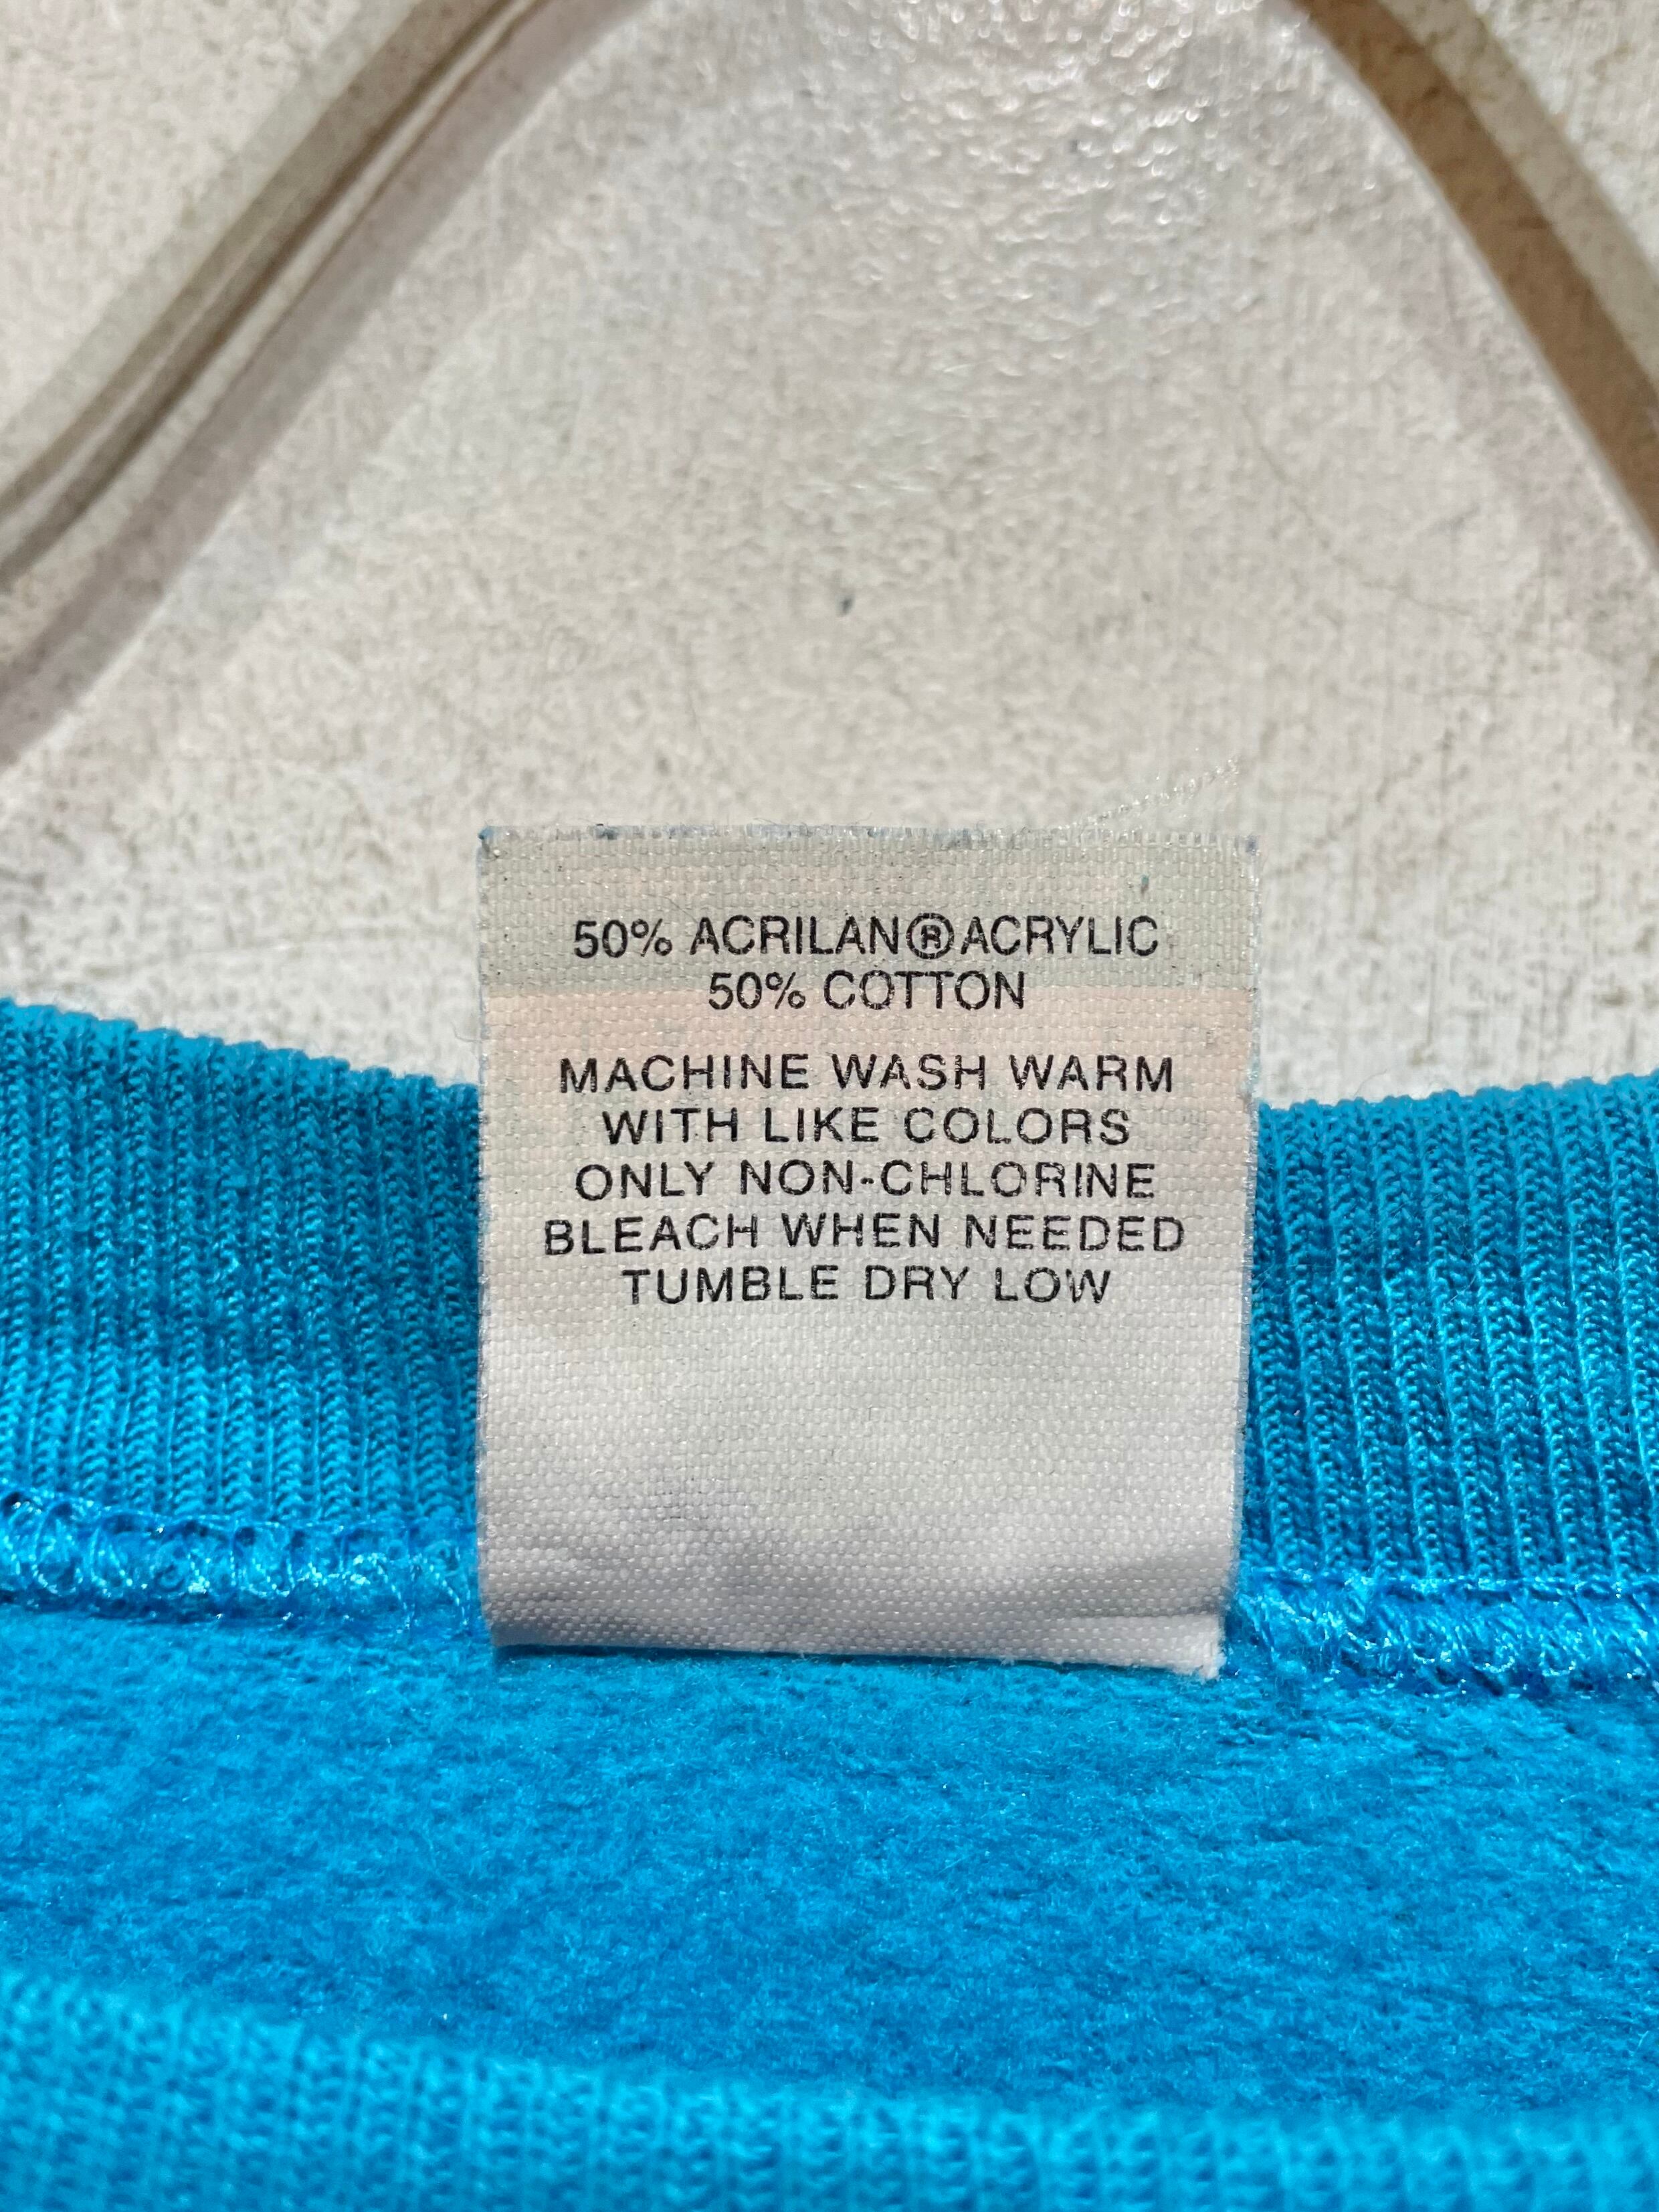 50% ACRILAN®ACRYLIC
50% COTTON
MACHINE WASH WARM
WITH LIKE COLORS
ONLY NON-CHLORINE
BLEACH WHEN NEEDED
TUMBLE DRY LOW